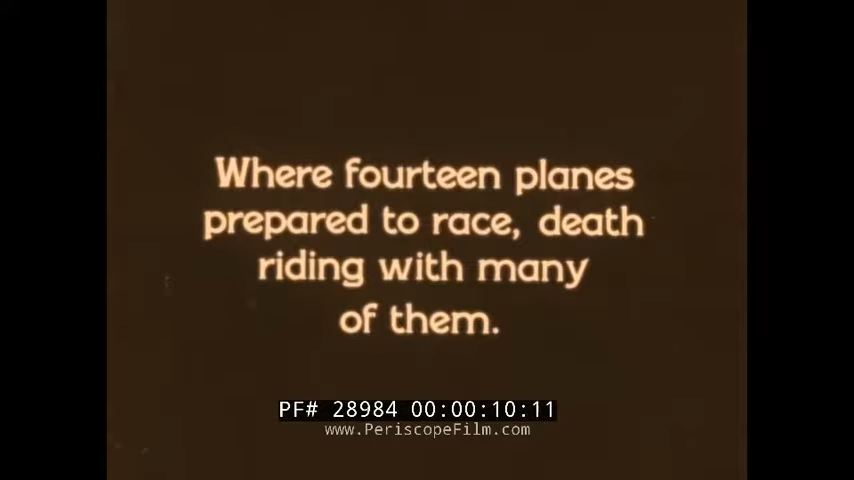 Where fourteen planes
prepared to race, death
riding with many
of them.
PF# 28984 00:00:10:11
www.PeriscopeFilm.com